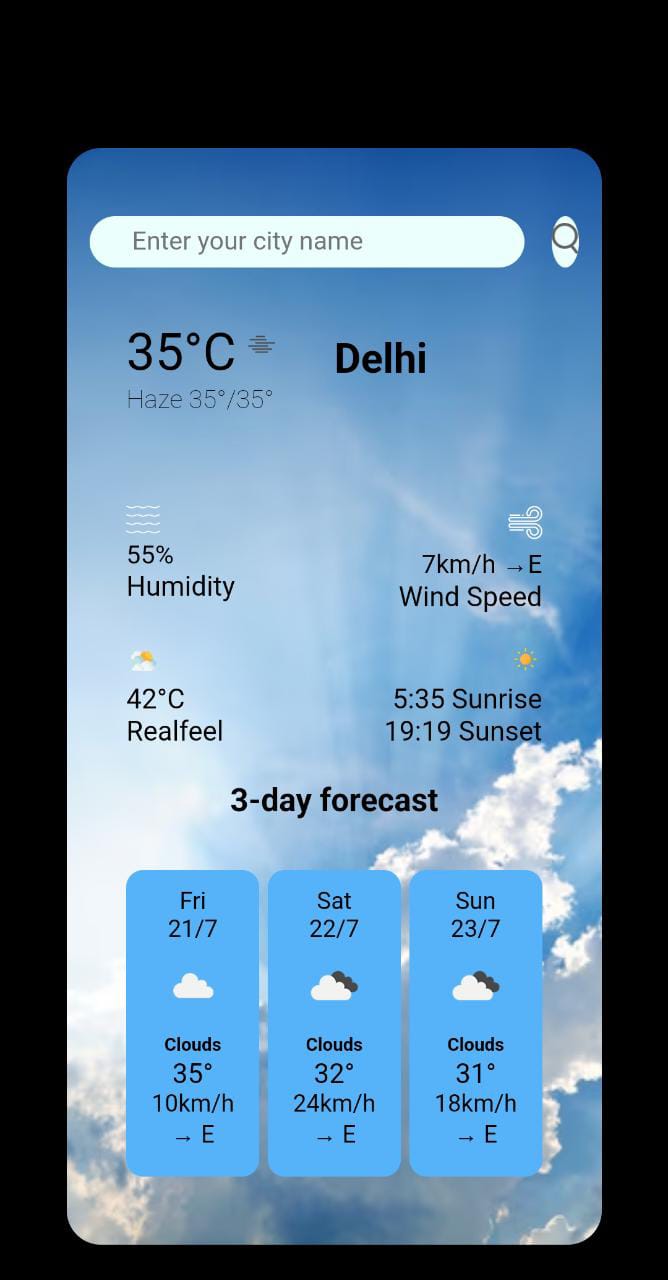 Enter your city name
35°C
Delhi
Haze 35°/35°
55%
Humidity
7km/h →E
Wind Speed
42°C
Realfeel
5:35 Sunrise
19:19 Sunset
3-day forecast
Fri
21/7
Clouds
35°
10km/h
→ E
Sat
22/7
Clouds
32°
24km/h
→ E
Sun
23/7
Clouds
31°
18km/h
→ E